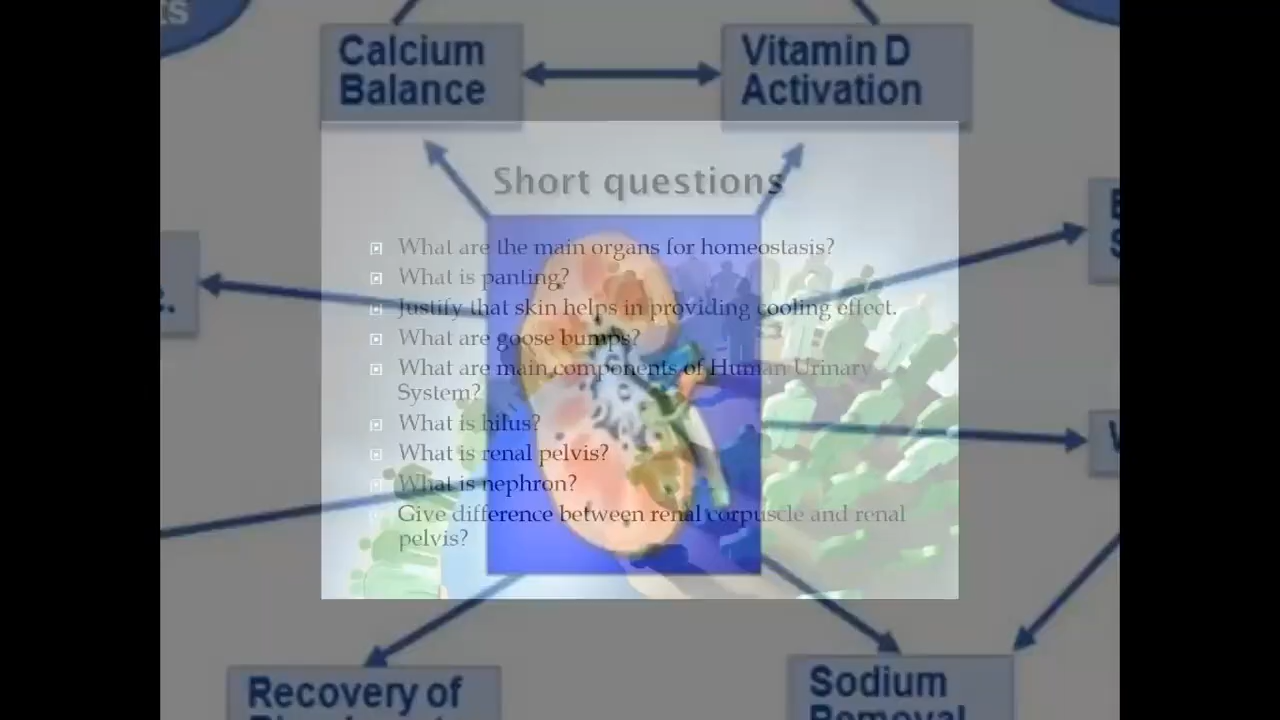 Calcium
Balance
Vitamin D
Activation
Short questions
What are the main organs for homeostasis?
What is panting?
Justify that skin helps in providing cooling effect.
What are goose bumps?
What are main components of Human Urinary
System?
What is hilus?
What is renal pelvis?
What is nephron?
Give difference between renal corpuscle and renal
pelvis?
Recovery of
Sodium
Removal